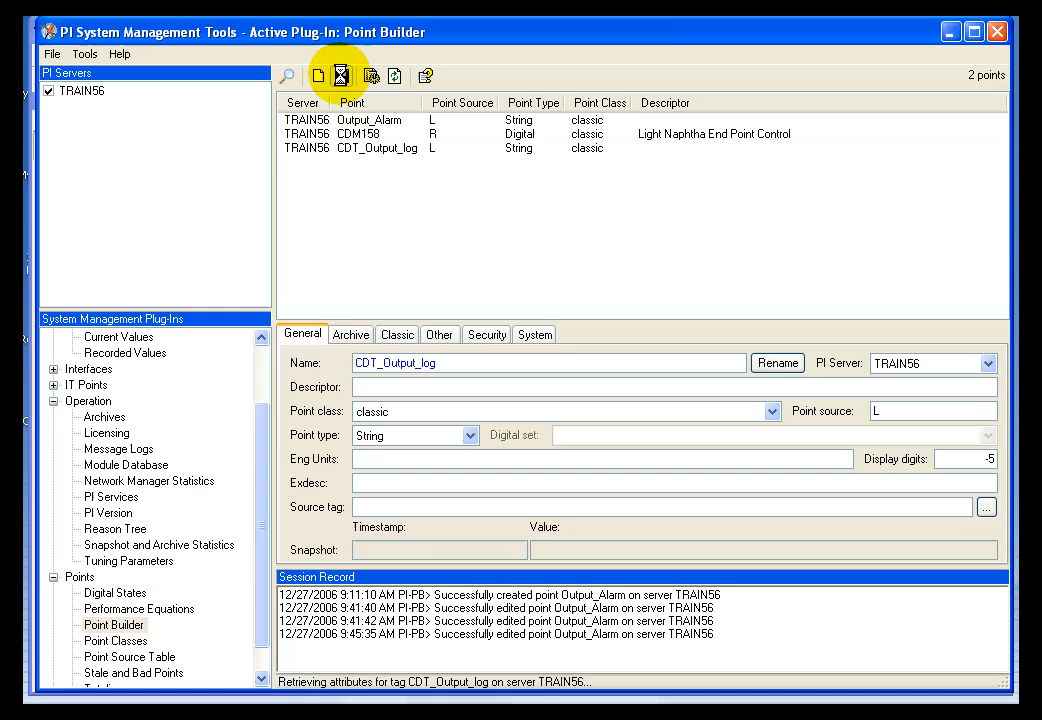 PI System Management Tools - Active Plug-In: Point Builder
File Tools Help
PI Servers
TRAIN56
2 points
Server Point Point Source Point Type Point Class Descriptor
TRAIN56 Output_Alarm L String classic
TRAIN56 CDM158 R Digital classic Light Naphtha End Point Control
TRAIN56 CDT_Output_log L String classic
System Management Plug-Ins
Current Values
Recorded Values
Interfaces
IT Points
Operation
Archives
Licensing
Message Logs
Module Database
Network Manager Statistics
PI Services
PI Version
Reason Tree
Snapshot and Archive Statistics
Tuning Parameters
Points
Digital States
Performance Equations
Point Builder
Point Classes
Point Source Table
Stale and Bad Points
General Archive Classic Other Security System
Name: CDT_Output_log Rename PI Server: TRAIN56
Descriptor:
Point class: classic Point source: L
Point type: String Digital set:
Eng Units: Display digits: -5
Exdesc:
Source tag: ...
Timestamp: Value:
Snapshot:
Session Record
12/27/2006 9:11:10 AM PI-PB> Successfully created point Output_Alarm on server TRAIN56
12/27/2006 9:41:40 AM PI-PB> Successfully edited point Output_Alarm on server TRAIN56
12/27/2006 9:41:42 AM PI-PB> Successfully edited point Output_Alarm on server TRAIN56
12/27/2006 9:45:35 AM PI-PB> Successfully edited point Output_Alarm on server TRAIN56
Retrieving attributes for tag CDT_Output_log on server TRAIN56...